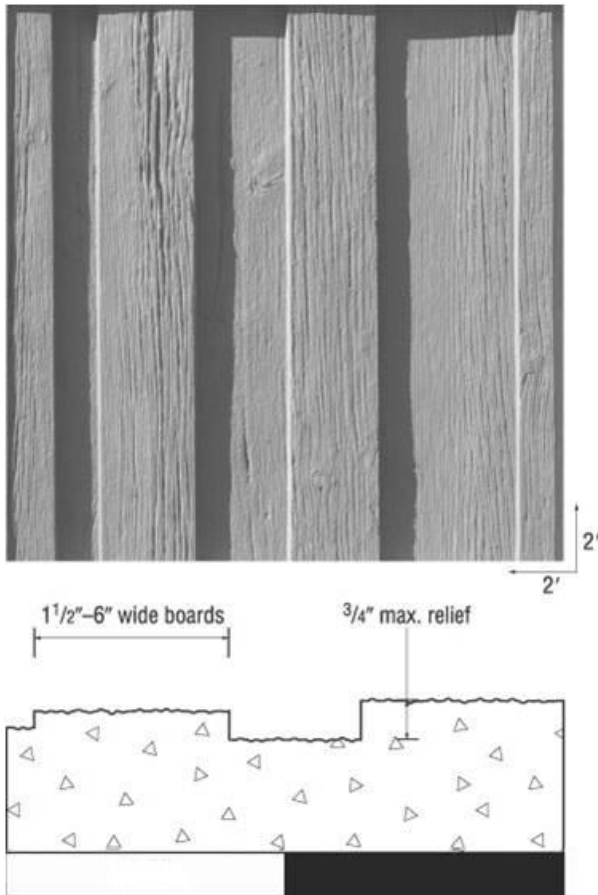 2′
2′
1 1/2″–6″ wide boards
3/4″ max. relief